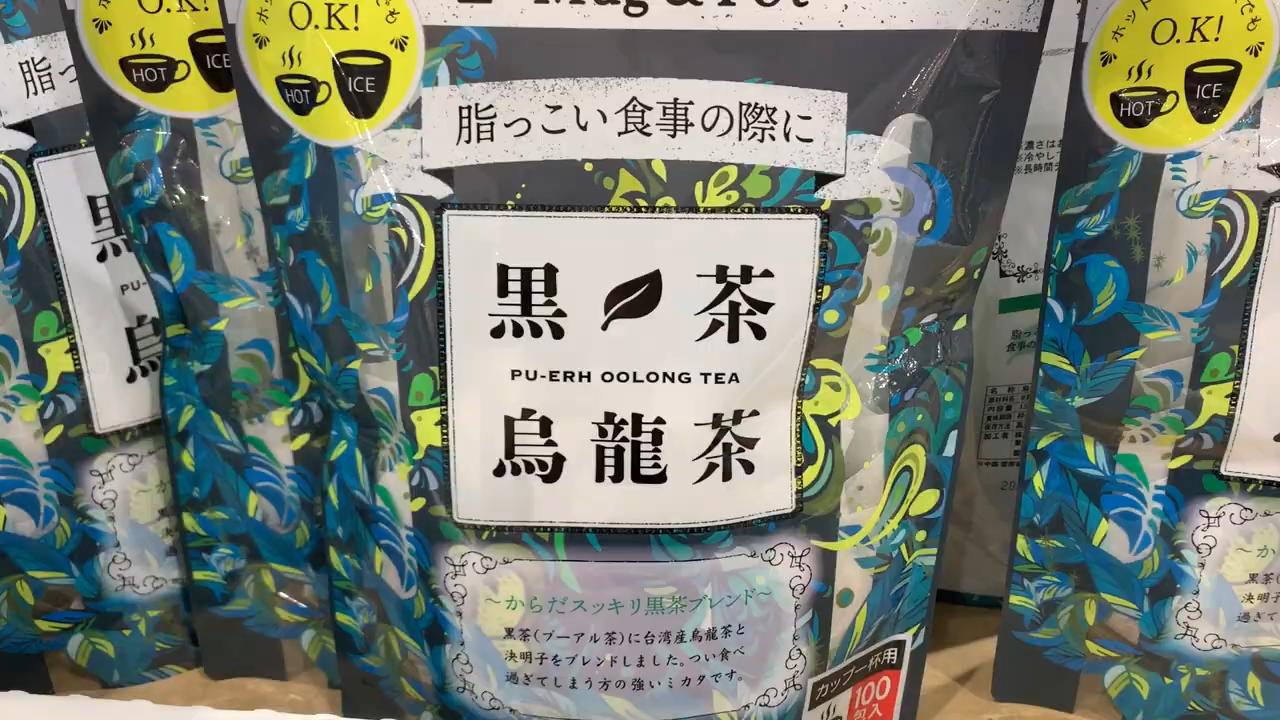 Mug & Pot
O.K!
HOT
ICE
O.K!
HOT
ICE
O.K!
HOT
ICE
脂っこい食事の際に
黒茶
PU-ERH OOLONG TEA
烏龍茶
〜からだスッキリ黒茶ブレンド〜
黒茶(プーアル茶)に台湾産烏龍茶と
決明子をブレンドしました。つい食べ
過ぎてしまう方の強いミカタです。
カップ一杯用
100
包入
脂っ
黒
PU-
烏